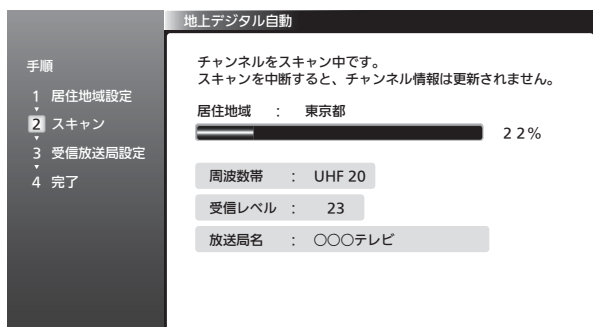 地上デジタル自動
手順
1 居住地域設定
2 スキャン
3 受信放送局設定
4 完了
チャンネルをスキャン中です。
スキャンを中断すると、チャンネル情報は更新されません。
居住地域 : 東京都
22%
周波数帯 : UHF 20
受信レベル : 23
放送局名 : ○○○テレビ